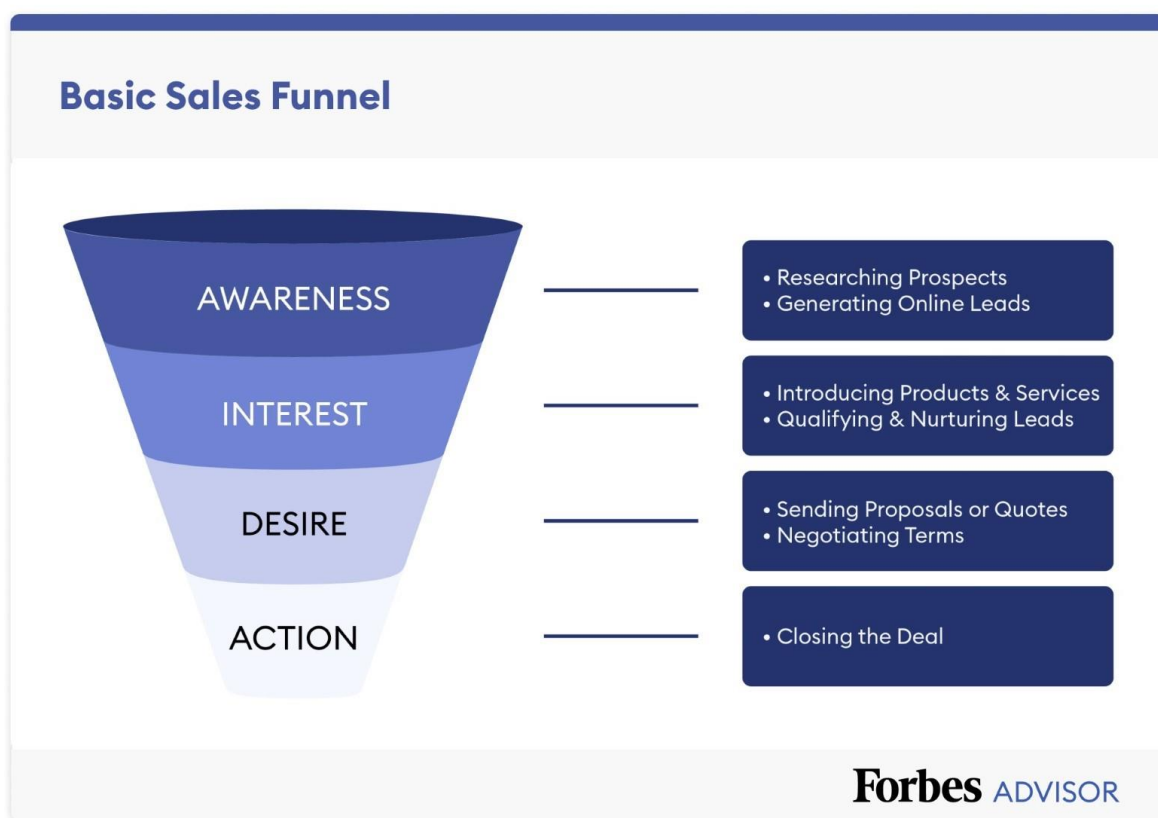 Basic Sales Funnel
AWARENESS
• Researching Prospects
• Generating Online Leads
INTEREST
• Introducing Products & Services
• Qualifying & Nurturing Leads
DESIRE
• Sending Proposals or Quotes
• Negotiating Terms
ACTION
• Closing the Deal
Forbes ADVISOR